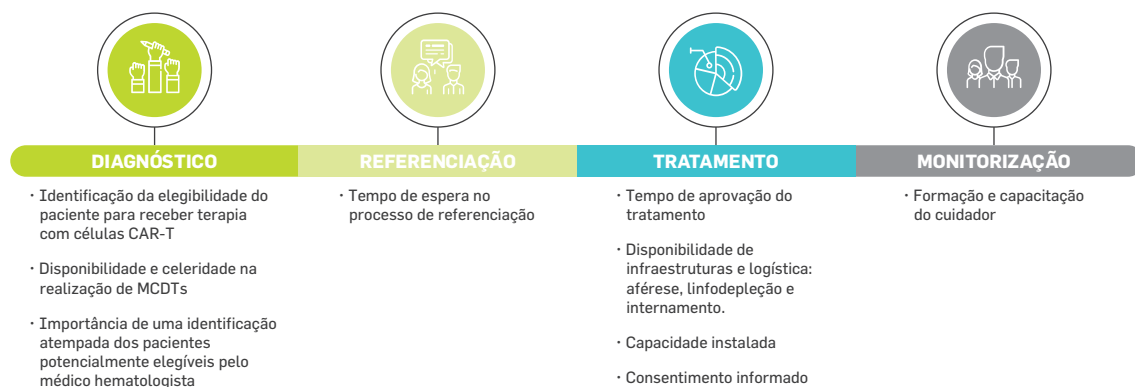 DIAGNÓSTICO
· Identificação da elegibilidade do
paciente para receber terapia
com células CAR-T
· Disponibilidade e celeridade na
realização de MCDTs
· Importância de uma identificação
atempada dos pacientes
potencialmente elegíveis pelo
médico hematologista
REFERENCIAÇÃO
· Tempo de espera no
processo de referenciação
TRATAMENTO
· Tempo de aprovação do
tratamento
· Disponibilidade de
infraestruturas e logística:
aférese, linfodepleção e
internamento.
· Capacidade instalada
· Consentimento informado
MONITORIZAÇÃO
· Formação e capacitação
do cuidador